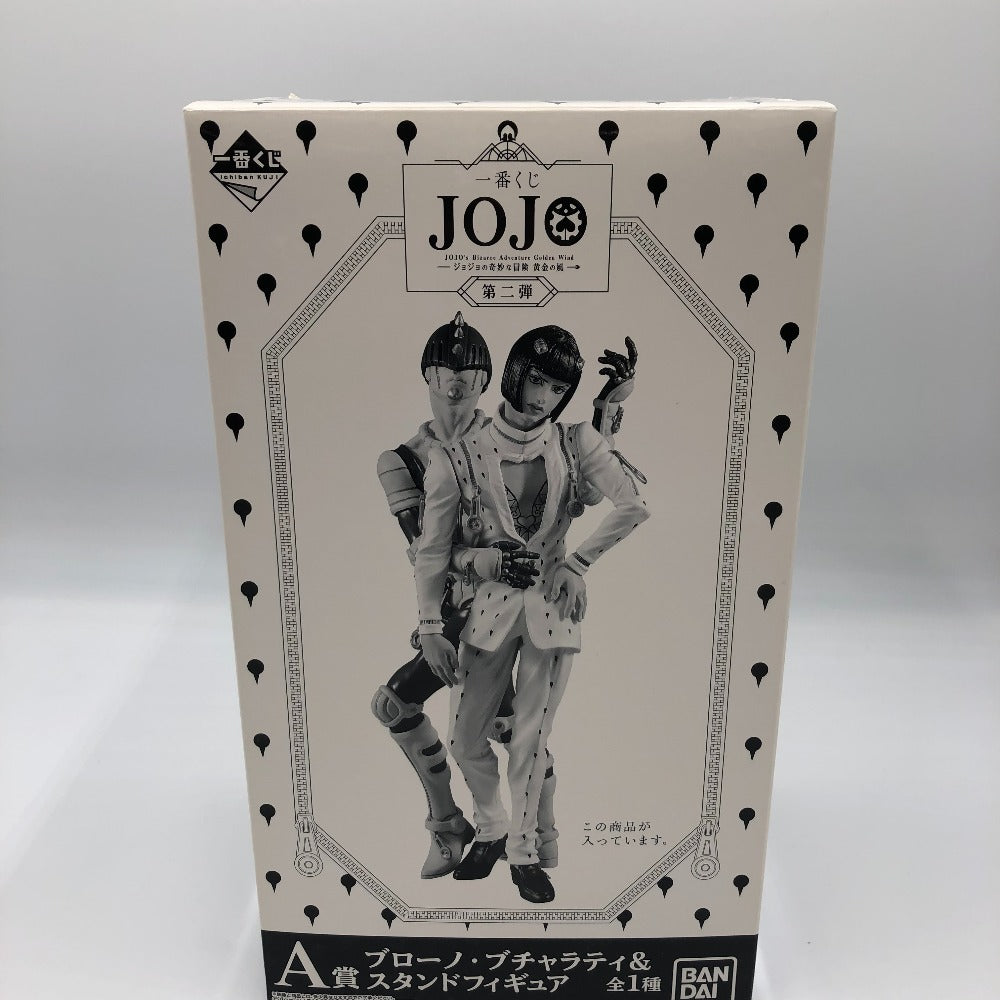 一番くじ
Ichiban KUJI
一番くじ
JOJO
JOJO's Bizarre Adventure Golden Wind
ジョジョの奇妙な冒険 黄金の風
第二弾
この商品が
入っています。
A賞
ブローノ・ブチャラティ&
スタンドフィギュア 全1種
BAN
DAI